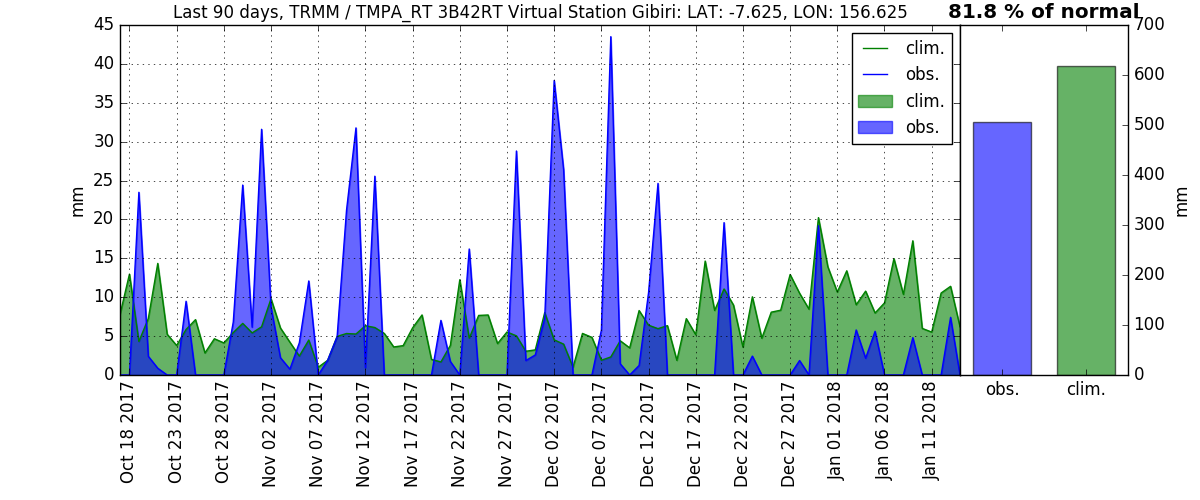 Last 90 days, TRMM / TMPA_RT 3B42RT Virtual Station Gibiri: LAT: -7.625, LON: 156.625
81.8 % of normal
45
40
35
30
25
20
15
10
5
0
mm
clim.
obs.
clim.
obs.
Oct 18 2017
Oct 23 2017
Oct 28 2017
Nov 02 2017
Nov 07 2017
Nov 12 2017
Nov 17 2017
Nov 22 2017
Nov 27 2017
Dec 02 2017
Dec 07 2017
Dec 12 2017
Dec 17 2017
Dec 22 2017
Dec 27 2017
Jan 01 2018
Jan 06 2018
Jan 11 2018
700
600
500
400
300
200
100
0
mm
obs.
clim.